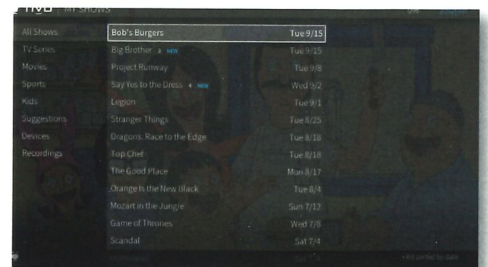 TiVo MY SHOWS
All Shows
TV Series
Movies
Sports
Kids
Suggestions
Devices
Recordings
Bob's Burgers Tue 9/15
Big Brother NEW Tue 9/15
Project Runway Tue 9/8
Say Yes to the Dress NEW Wed 9/2
Legion Tue 9/1
Stranger Things Tue 8/25
Dragons: Race to the Edge Tue 8/18
Top Chef Tue 8/18
The Good Place Mon 8/17
Orange Is the New Black Tue 8/4
Mozart in the Jungle Sun 7/12
Game of Thrones Wed 7/8
Scandal Sat 7/4
sorted by date